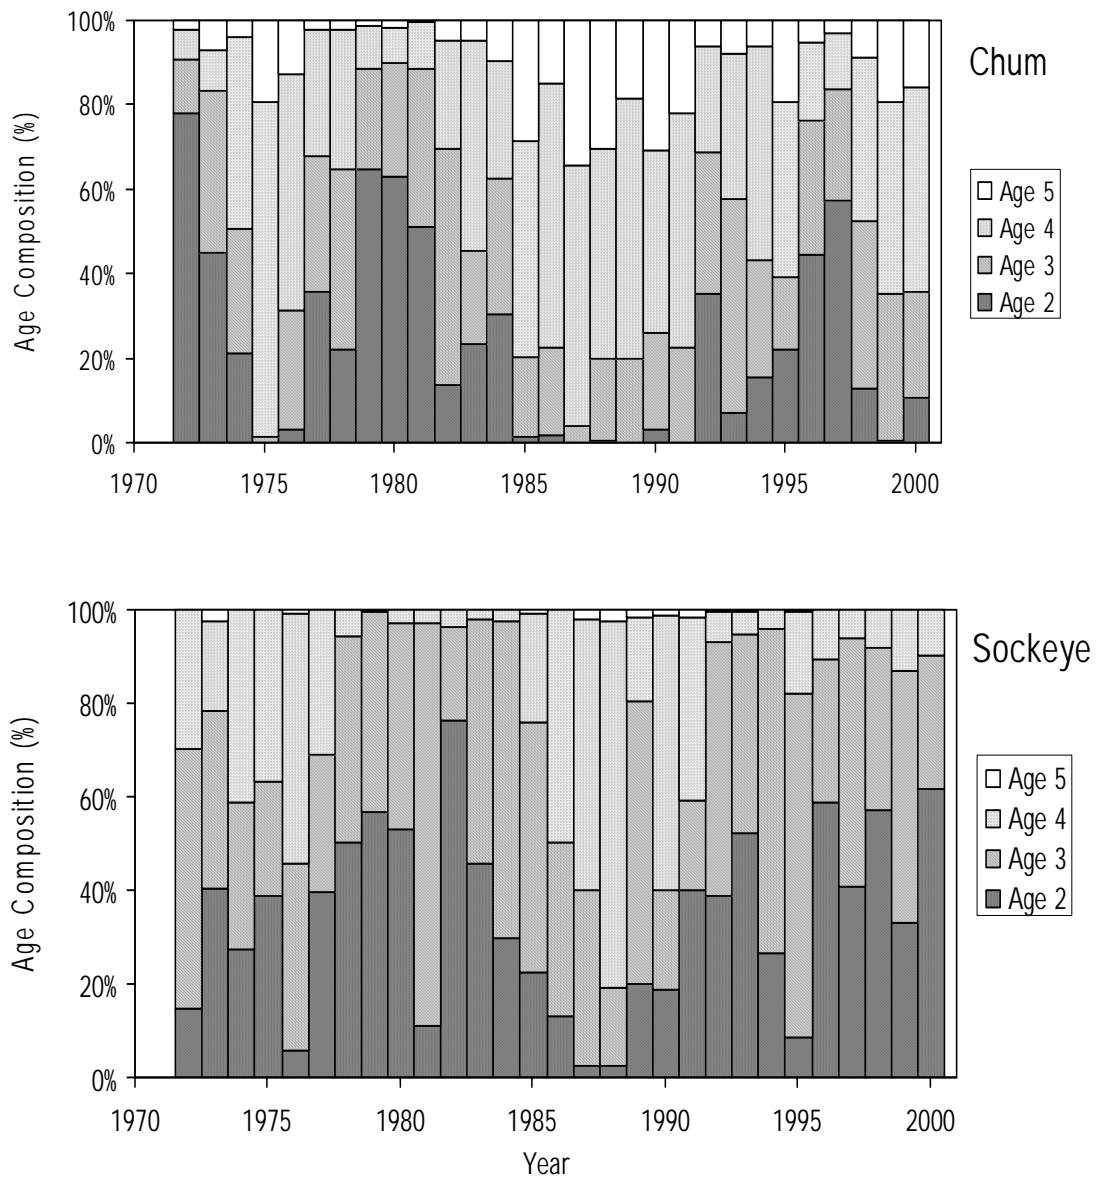 Chum
Age Composition (%)
100%
80%
60%
40%
20%
0%
1970 1975 1980 1985 1990 1995 2000
Age 5
Age 4
Age 3
Age 2
Sockeye
Age Composition (%)
100%
80%
60%
40%
20%
0%
1970 1975 1980 1985 1990 1995 2000
Year
Age 5
Age 4
Age 3
Age 2